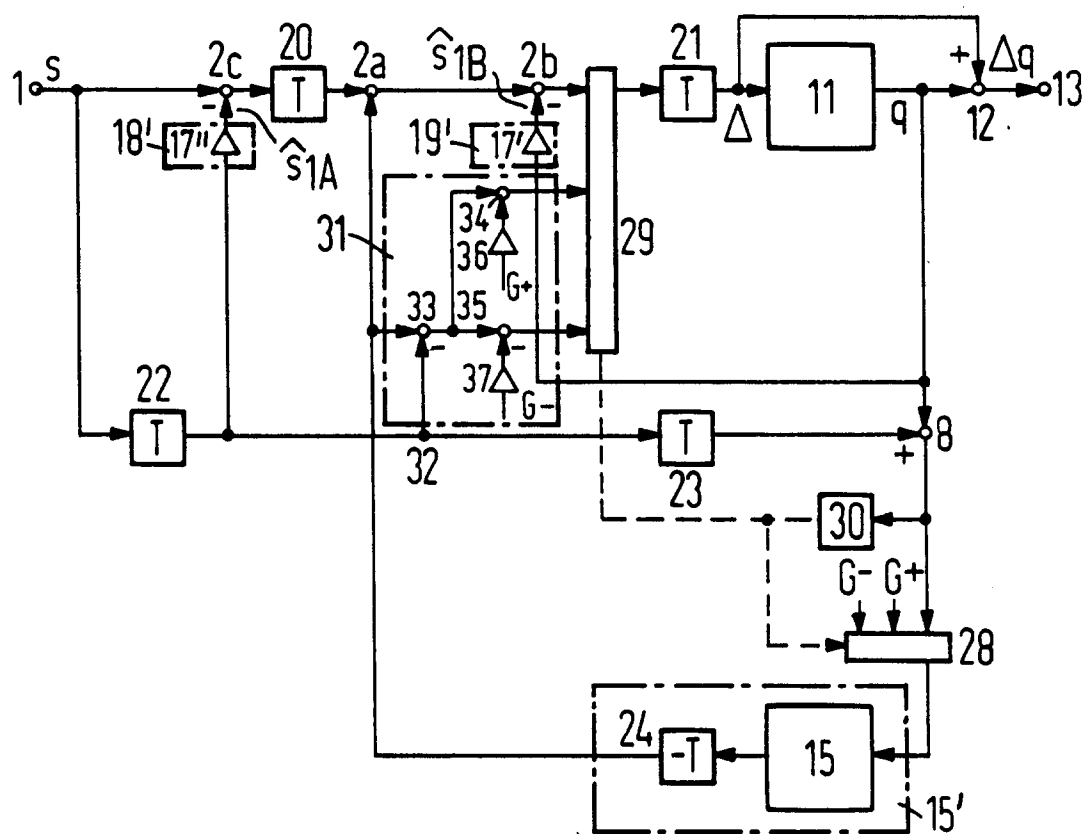 20 21
1 s 2c 2a ŝ1B 2b + Δq
T T 11 13
- - Δ q 12
18' 17'' 19' 17'
ŝ1A
31 34 29
36
G+
33 35
- -
22 37
G-
T T 8
32 23 +
30
G- G+
28
24
-T 15
15'